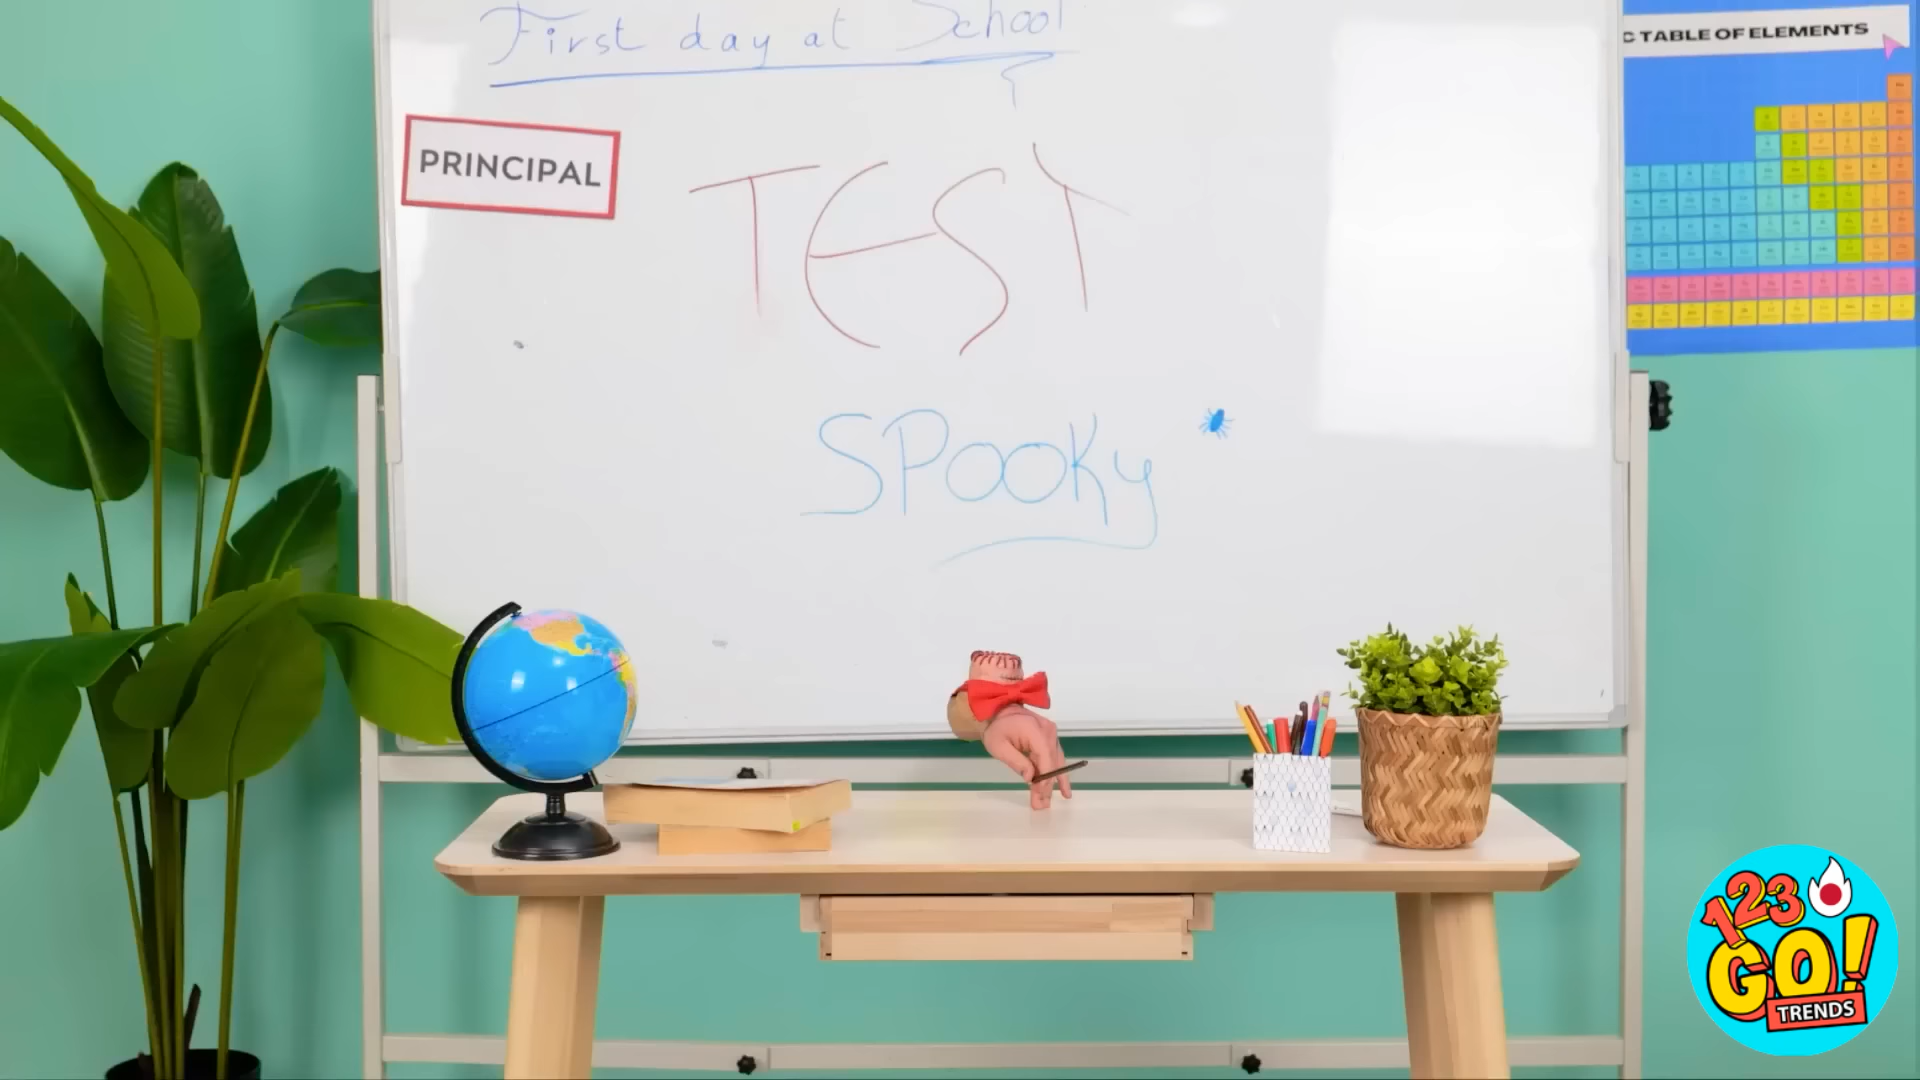 First day at School
C TABLE OF ELEMENTS
PRINCIPAL
TEST
SPOOKY
123
GO!
TRENDS